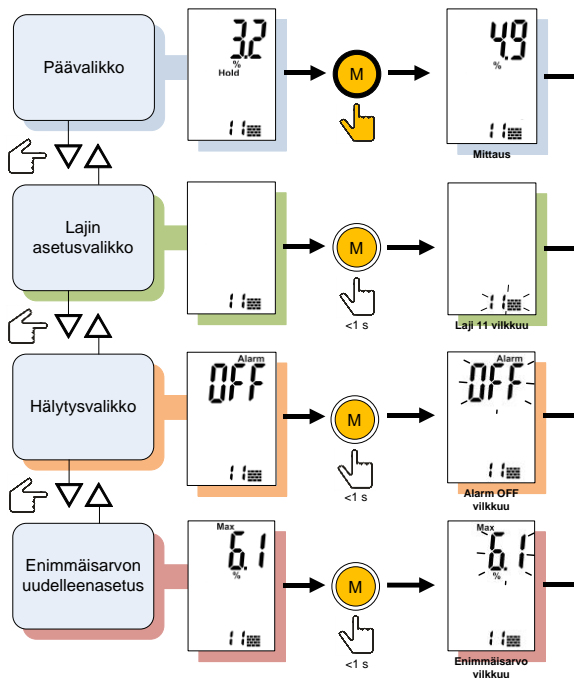 Päävalikko
3.2
%
Hold
11
M
4.9
%
11
Mittaus
Lajin
asetusvalikko
11
M
<1 s
11
Laji 11 vilkkuu
Hälytysvalikko
Alarm
OFF
11
M
<1 s
Alarm
OFF
11
Alarm OFF
vilkkuu
Enimmäisarvon
uudelleenasetus
Max
6.1
%
11
M
<1 s
Max
6.1
%
11
Enimmäisarvo
vilkkuu